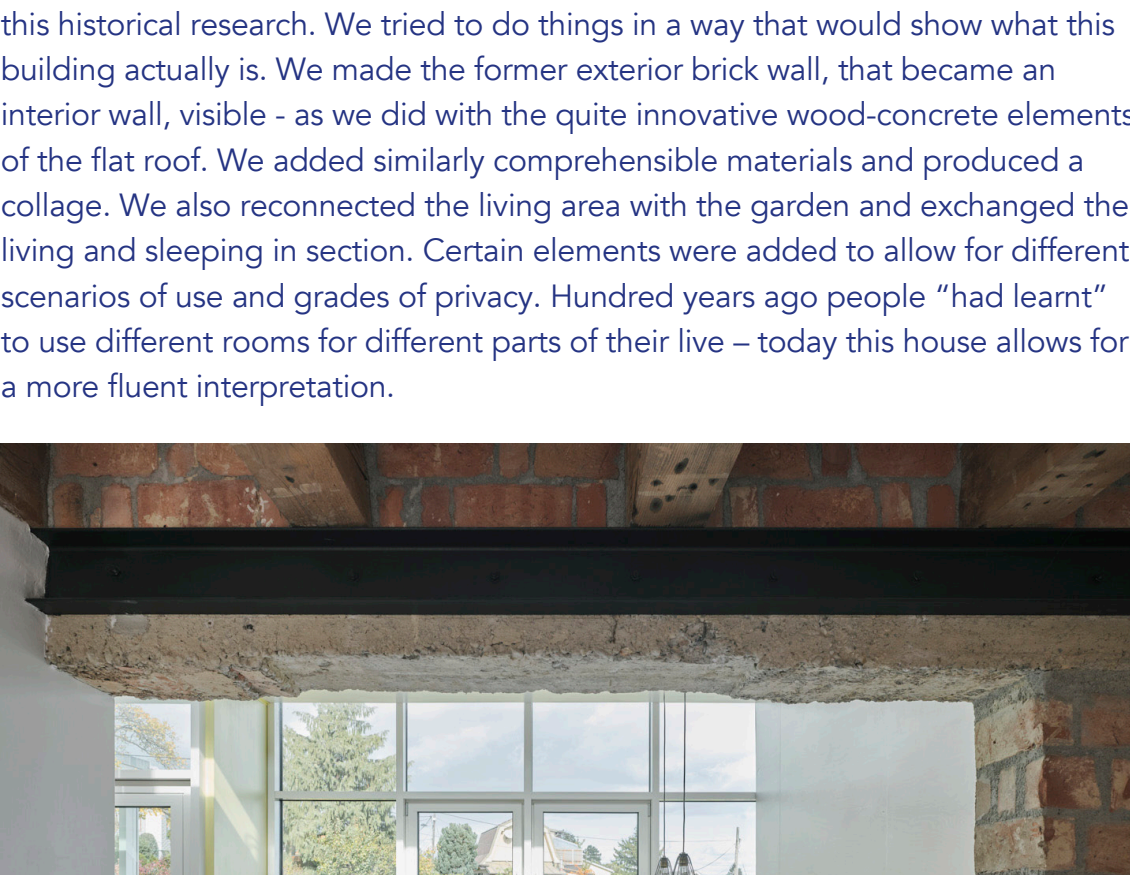 this historical research. We tried to do things in a way that would show what this
building actually is. We made the former exterior brick wall, that became an
interior wall, visible - as we did with the quite innovative wood-concrete elements
of the flat roof. We added similarly comprehensible materials and produced a
collage. We also reconnected the living area with the garden and exchanged the
living and sleeping in section. Certain elements were added to allow for different
scenarios of use and grades of privacy. Hundred years ago people “had learnt”
to use different rooms for different parts of their live – today this house allows for
a more fluent interpretation.